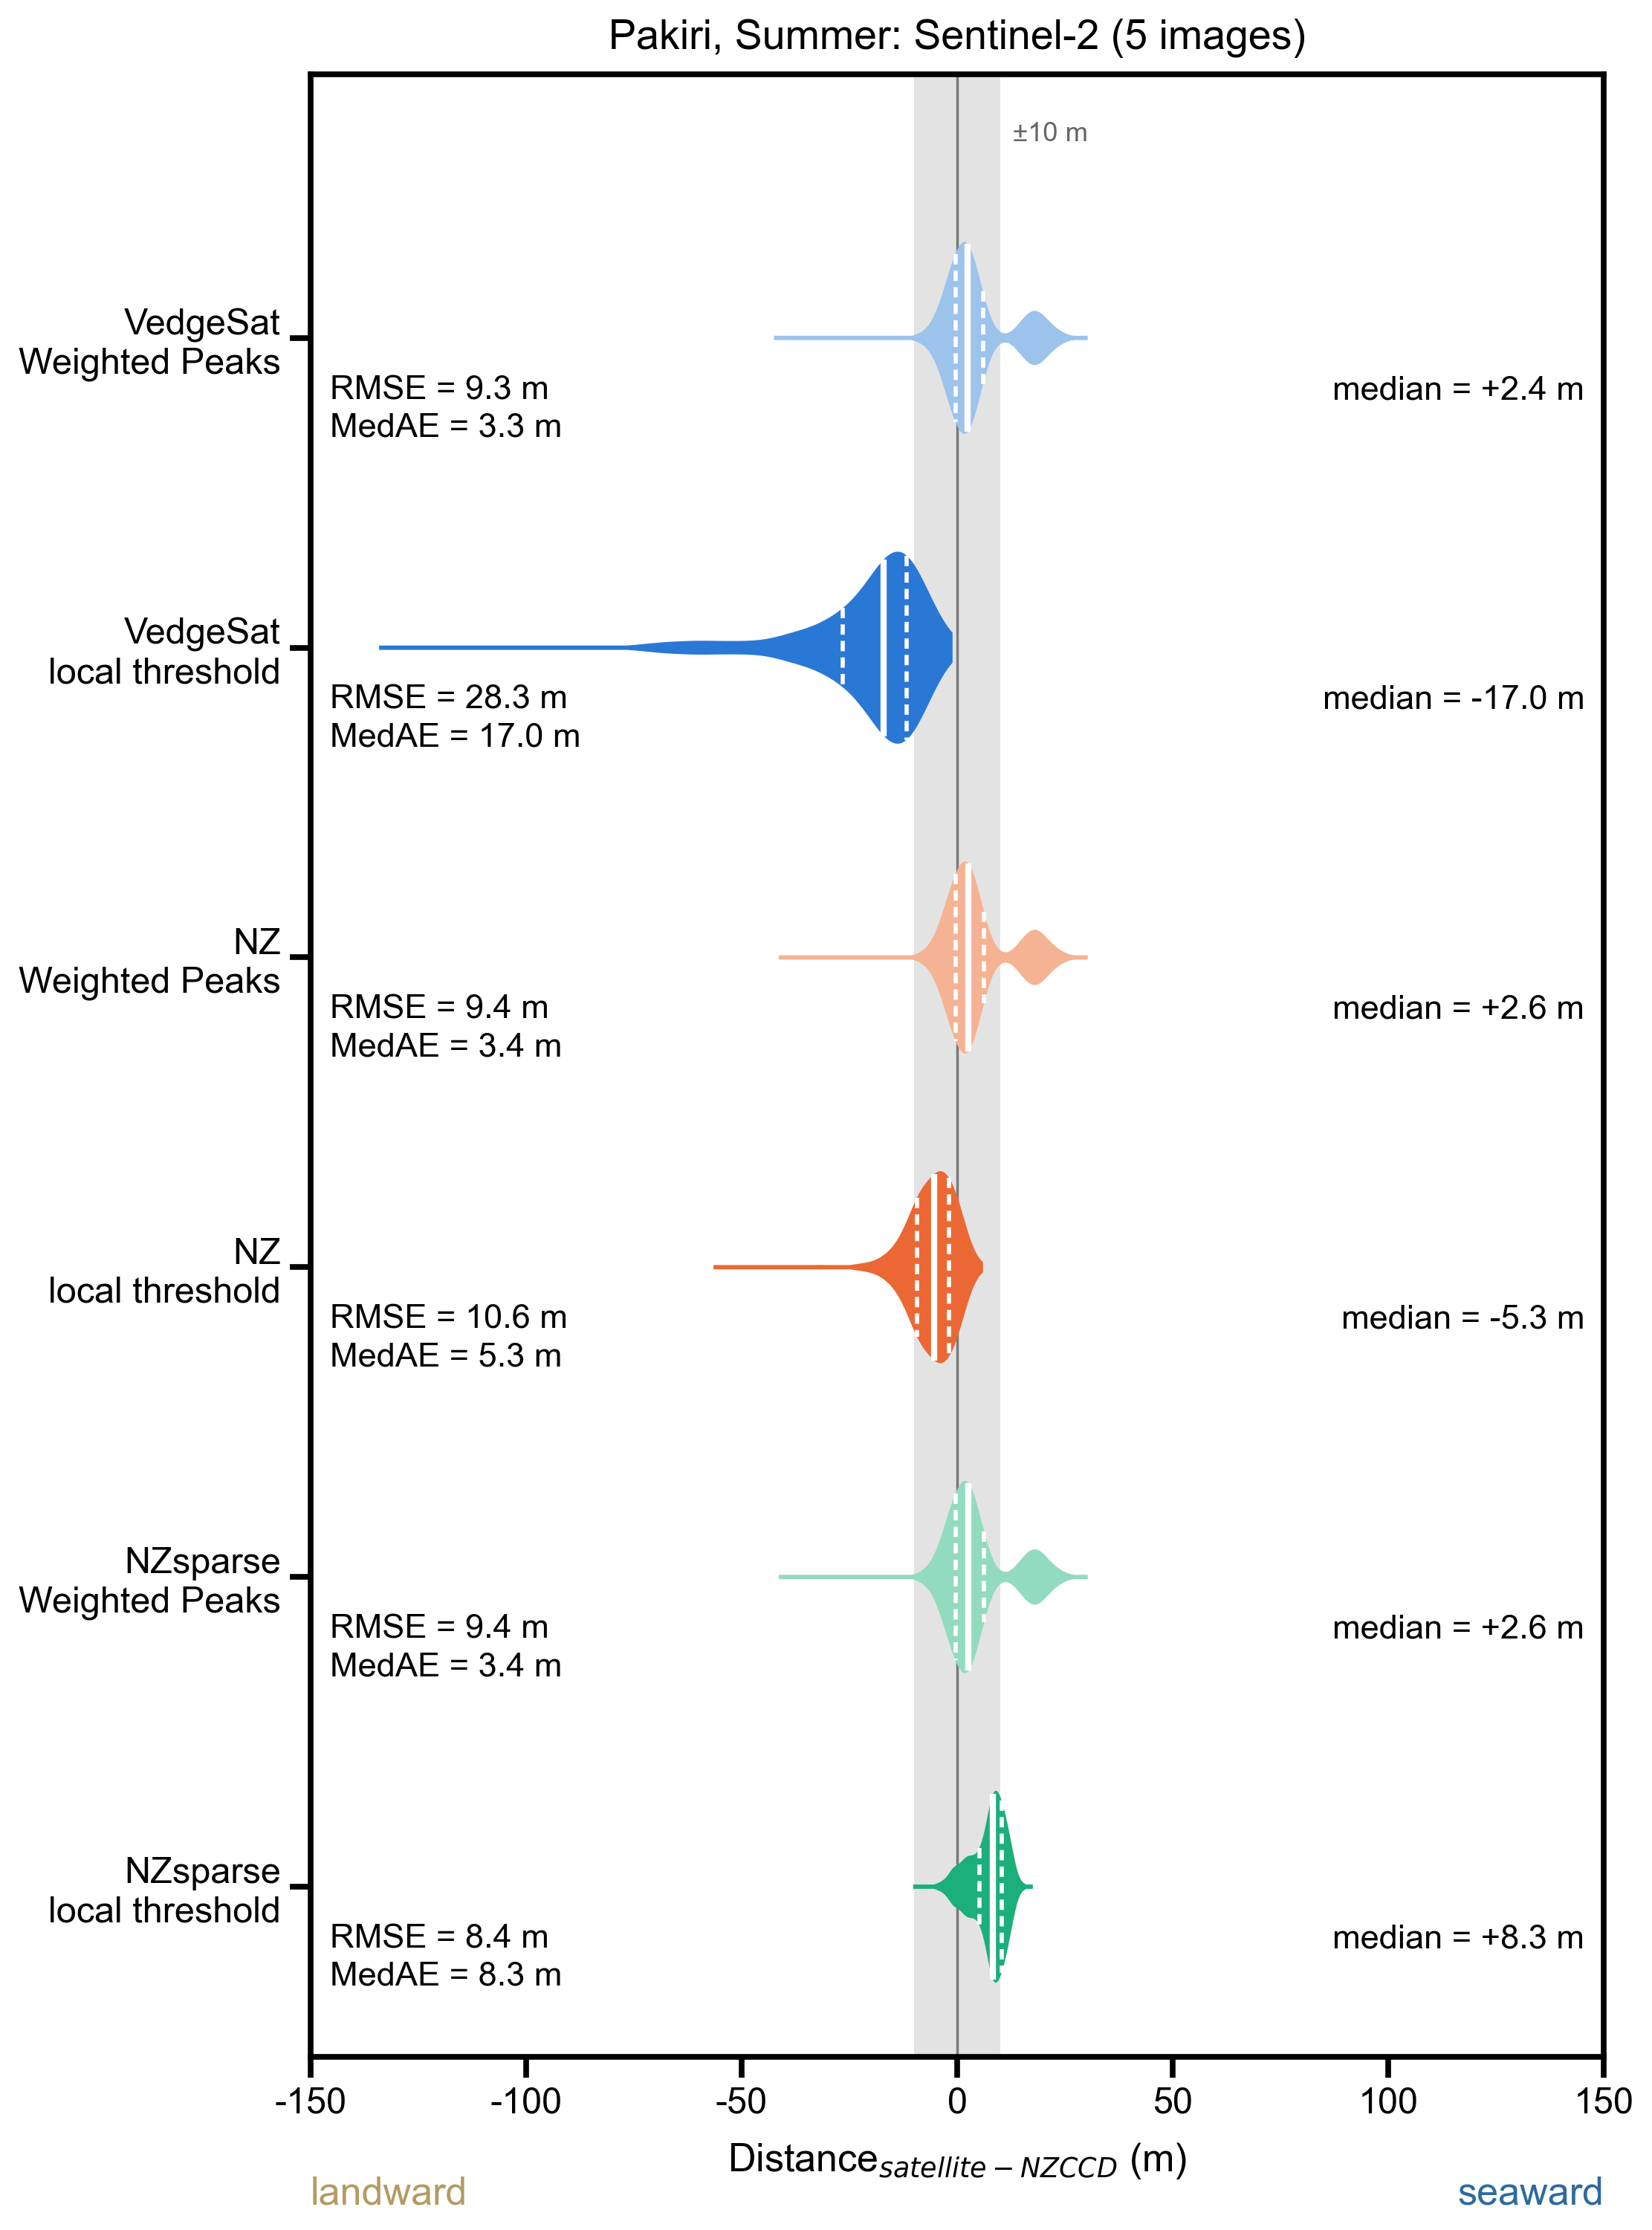 Pakiri, Summer: Sentinel-2 (5 images)
±10 m
VedgeSat
Weighted Peaks
RMSE = 9.3 m
MedAE = 3.3 m
median = +2.4 m
VedgeSat
local threshold
RMSE = 28.3 m
MedAE = 17.0 m
median = -17.0 m
NZ
Weighted Peaks
RMSE = 9.4 m
MedAE = 3.4 m
median = +2.6 m
NZ
local threshold
RMSE = 10.6 m
MedAE = 5.3 m
median = -5.3 m
NZsparse
Weighted Peaks
RMSE = 9.4 m
MedAE = 3.4 m
median = +2.6 m
NZsparse
local threshold
RMSE = 8.4 m
MedAE = 8.3 m
median = +8.3 m
-150 -100 -50 0 50 100 150
Distance satellite − NZCCD (m)
landward
seaward